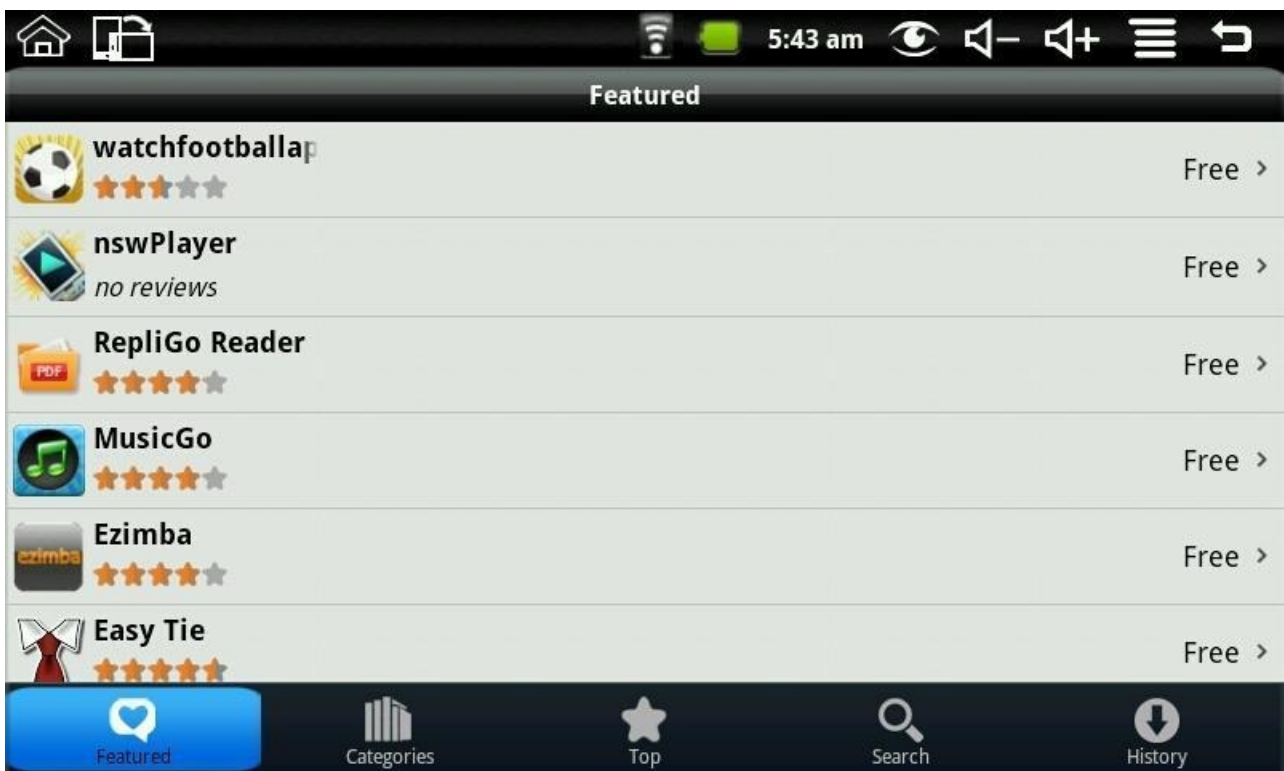 5:43 am
Featured
watchfootballap
Free
nswPlayer
no reviews
Free
PDF
RepliGo Reader
Free
MusicGo
Free
ezimba
Ezimba
Free
Easy Tie
Free
Featured
Categories
Top
Search
History